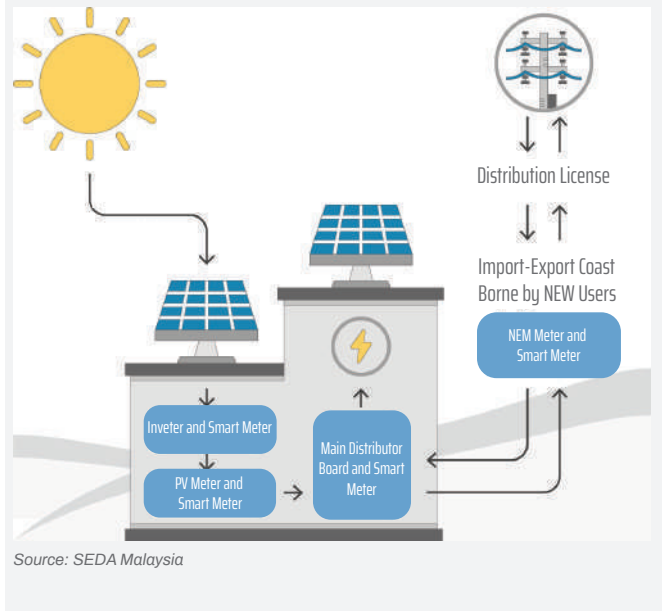 Distribution License
Import-Export Coast
Borne by NEW Users
NEM Meter and
Smart Meter
Inveter and Smart Meter
PV Meter and
Smart Meter
Main Distributor
Board and Smart
Meter
Source: SEDA Malaysia